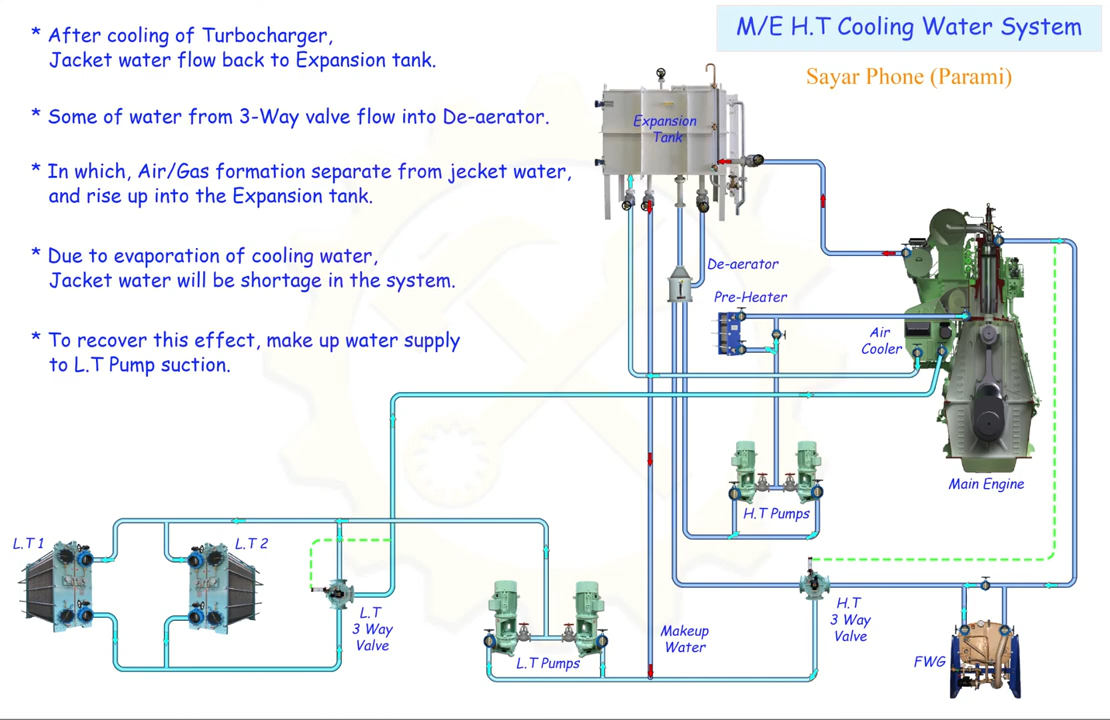 M/E H.T Cooling Water System
Sayar Phone (Parami)
* After cooling of Turbocharger,
Jacket water flow back to Expansion tank.
* Some of water from 3-Way valve flow into De-aerator.
* In which, Air/Gas formation separate from jecket water,
and rise up into the Expansion tank.
* Due to evaporation of cooling water,
Jacket water will be shortage in the system.
* To recover this effect, make up water supply
to L.T Pump suction.
Expansion
Tank
De-aerator
Pre-Heater
Air
Cooler
Main Engine
H.T Pumps
L.T 1
L.T 2
L.T
3 Way
Valve
L.T Pumps
Makeup
Water
H.T
3 Way
Valve
FWG